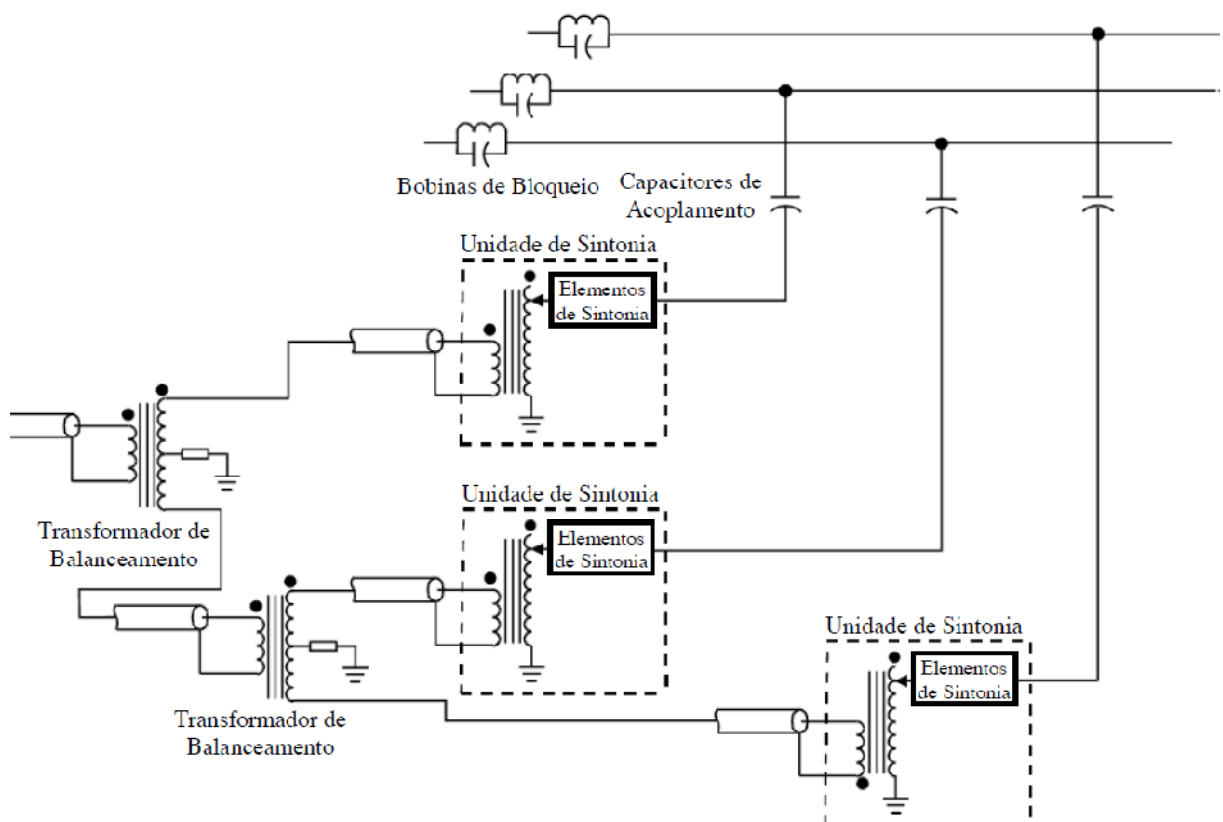 Bobinas de Bloqueio
Capacitores de
Acoplamento
Unidade de Sintonia
Elementos
de Sintonia
Transformador de
Balanceamento
Unidade de Sintonia
Elementos
de Sintonia
Transformador de
Balanceamento
Unidade de Sintonia
Elementos
de Sintonia